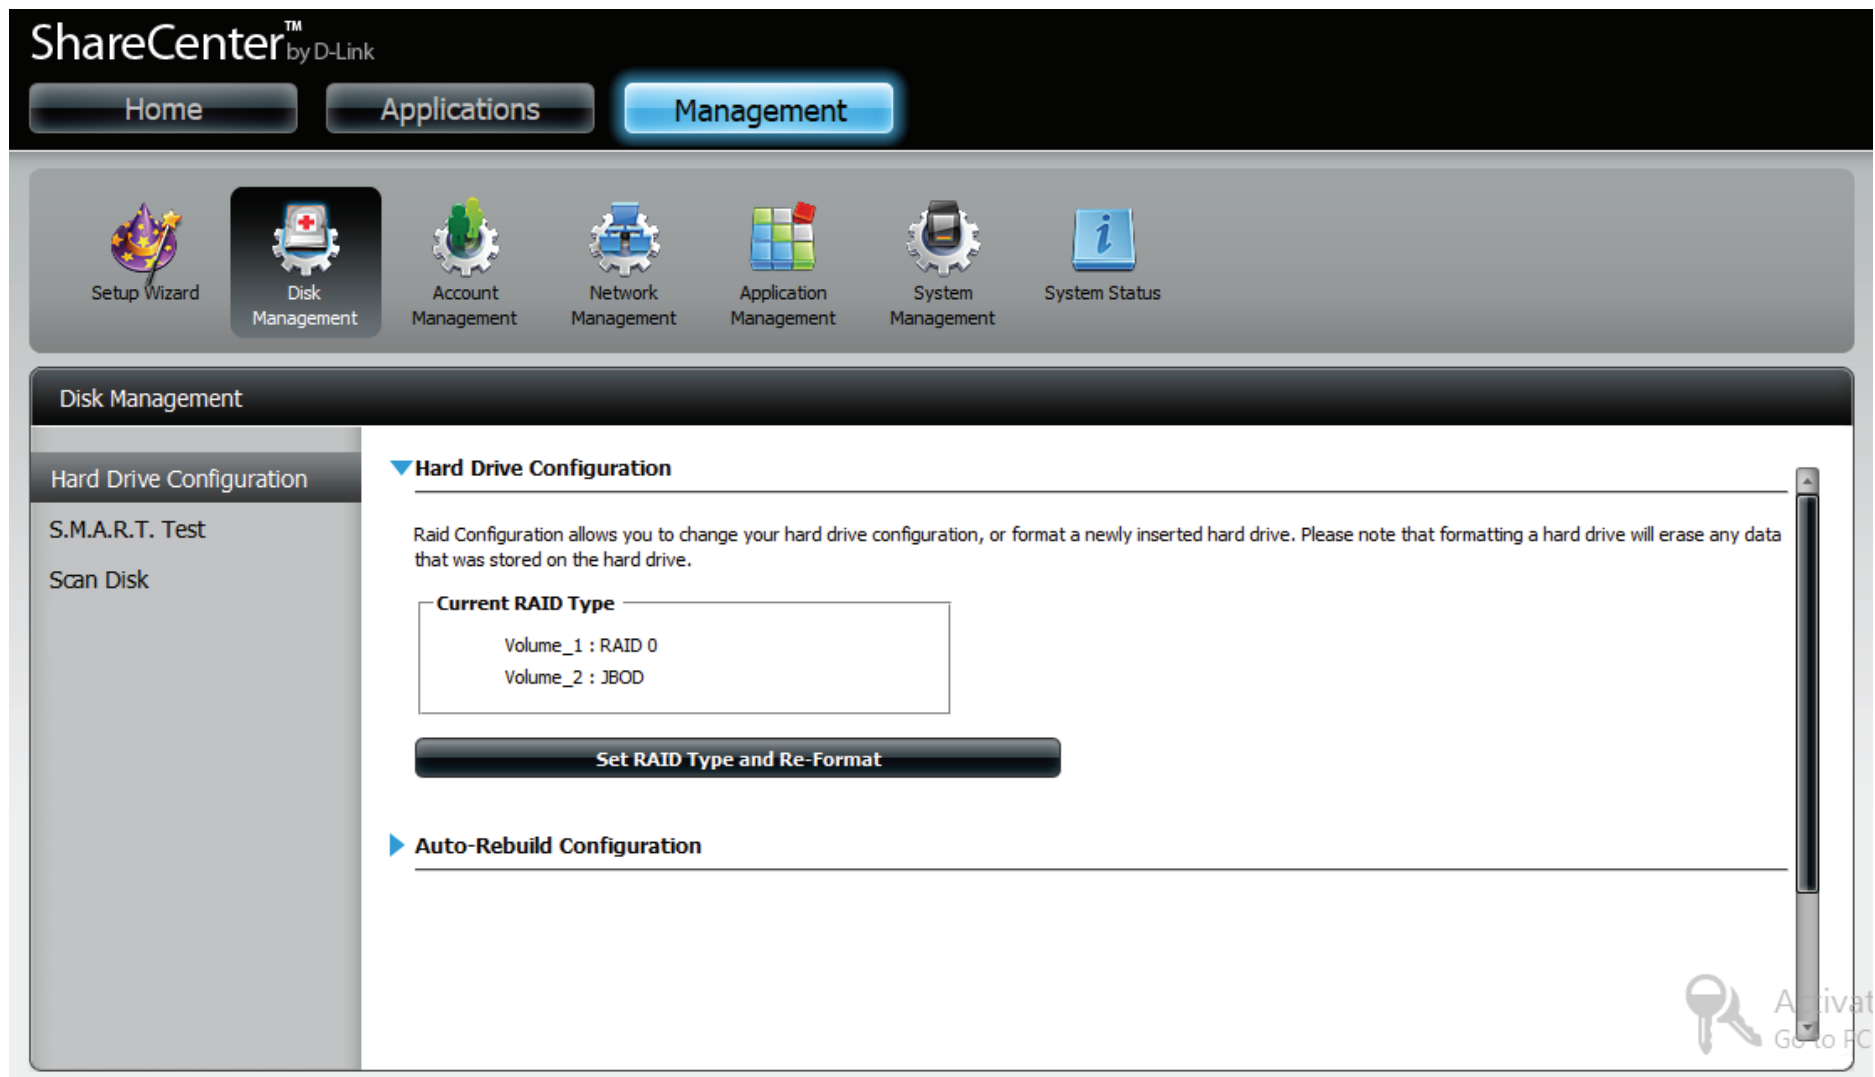 ShareCenter™ by D-Link
Home Applications Management
Setup Wizard
Disk Management
Account Management
Network Management
Application Management
System Management
System Status
Disk Management
Hard Drive Configuration
S.M.A.R.T. Test
Scan Disk
Hard Drive Configuration
Raid Configuration allows you to change your hard drive configuration, or format a newly inserted hard drive. Please note that formatting a hard drive will erase any data
that was stored on the hard drive.
Current RAID Type
Volume_1 : RAID 0
Volume_2 : JBOD
Set RAID Type and Re-Format
Auto-Rebuild Configuration
Go to PC